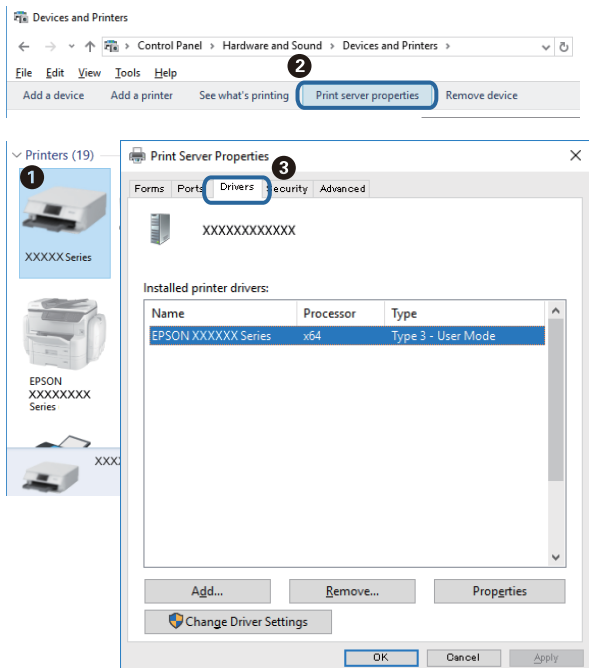 Devices and Printers
Control Panel > Hardware and Sound > Devices and Printers >
2
File Edit View Tools Help
Add a device Add a printer See what's printing Print server properties Remove device
Printers (19)
1
XXXXX Series
EPSON
XXXXXXXX
Series
XXX
Print Server Properties
3
Forms Ports Drivers Security Advanced
XXXXXXXXXXXX
Installed printer drivers:
Name Processor Type
EPSON XXXXXX Series x64 Type 3 - User Mode
Add... Remove... Properties
Change Driver Settings
OK Cancel Apply